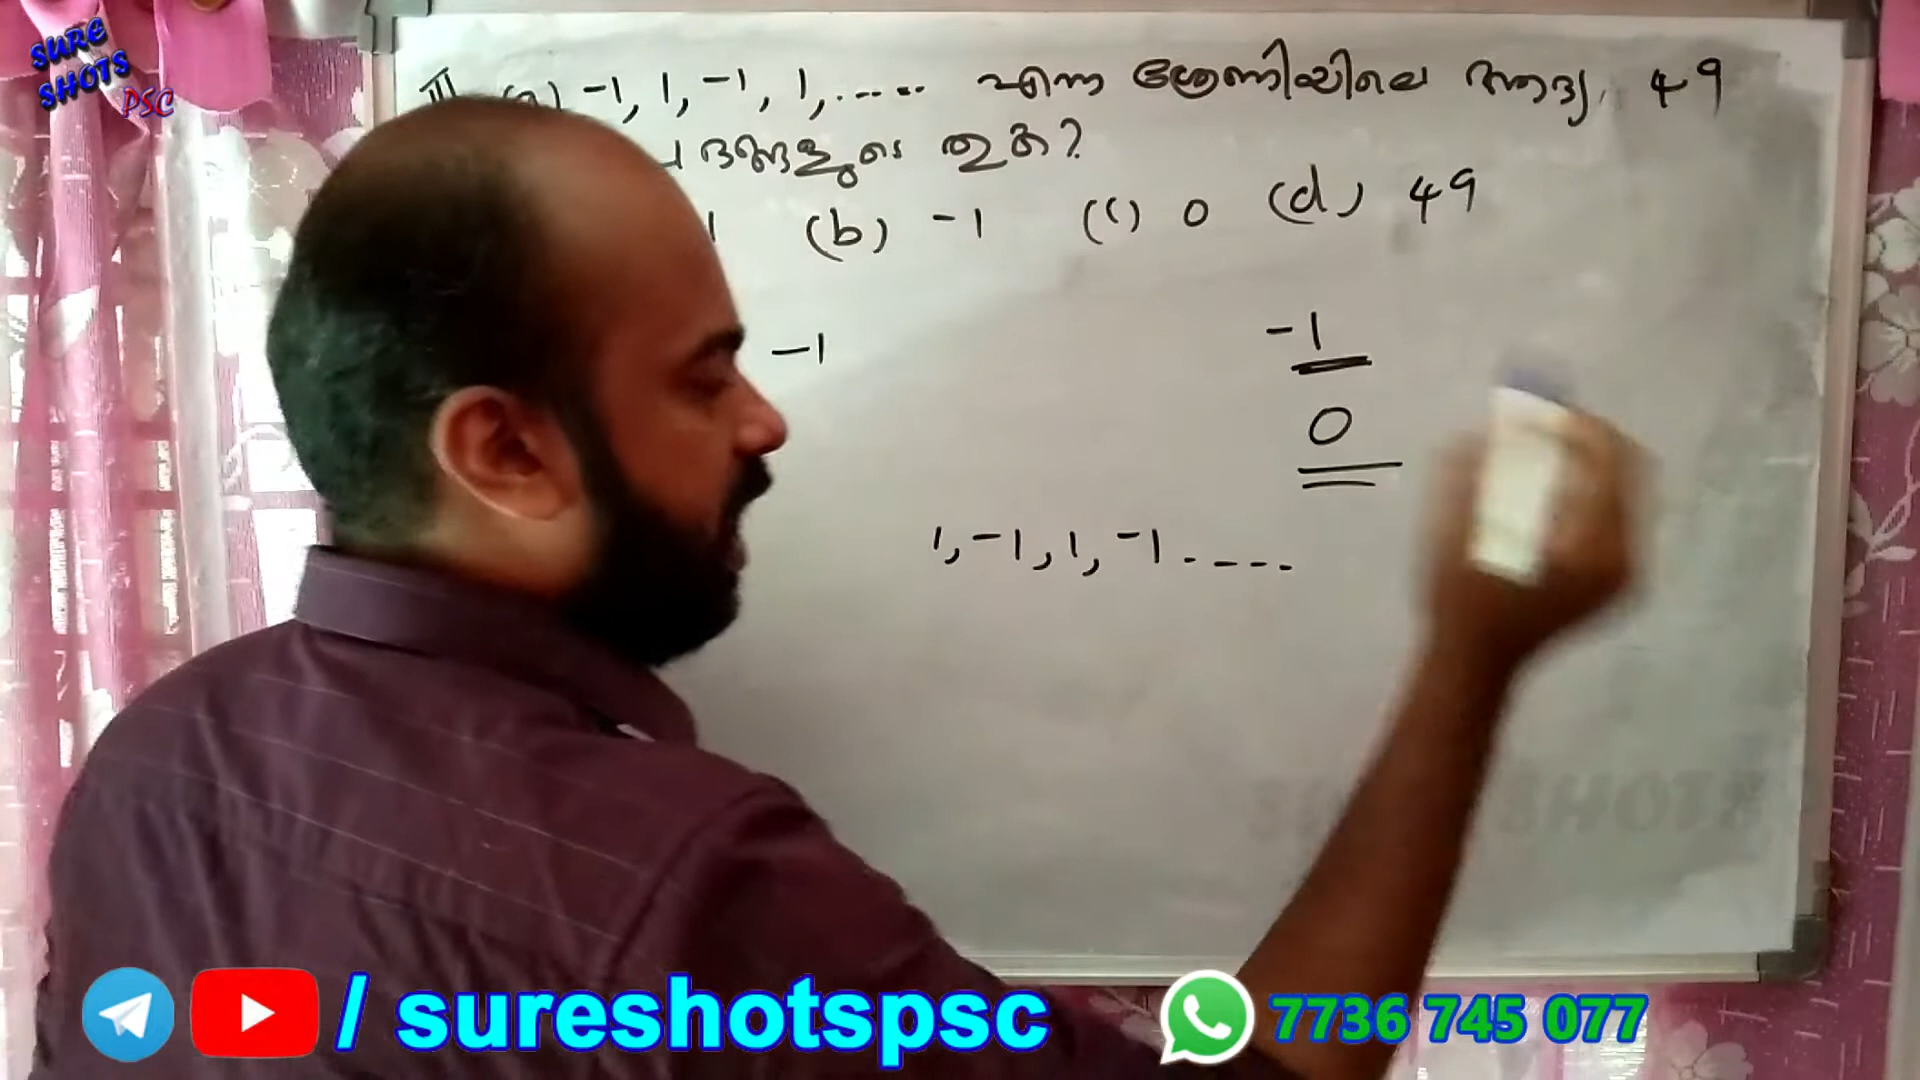 SURE
SHOTS
PSC
-1, 1, -1, 1, ..... എന്ന ശ്രേണിയിലെ ആദ്യ 49
പദങ്ങളുടെ തുക?
1 (b) -1 (c) 0 (d) 49
-1
-1
0
1, -1, 1, -1 ....
/ sureshotspsc
7736 745 077